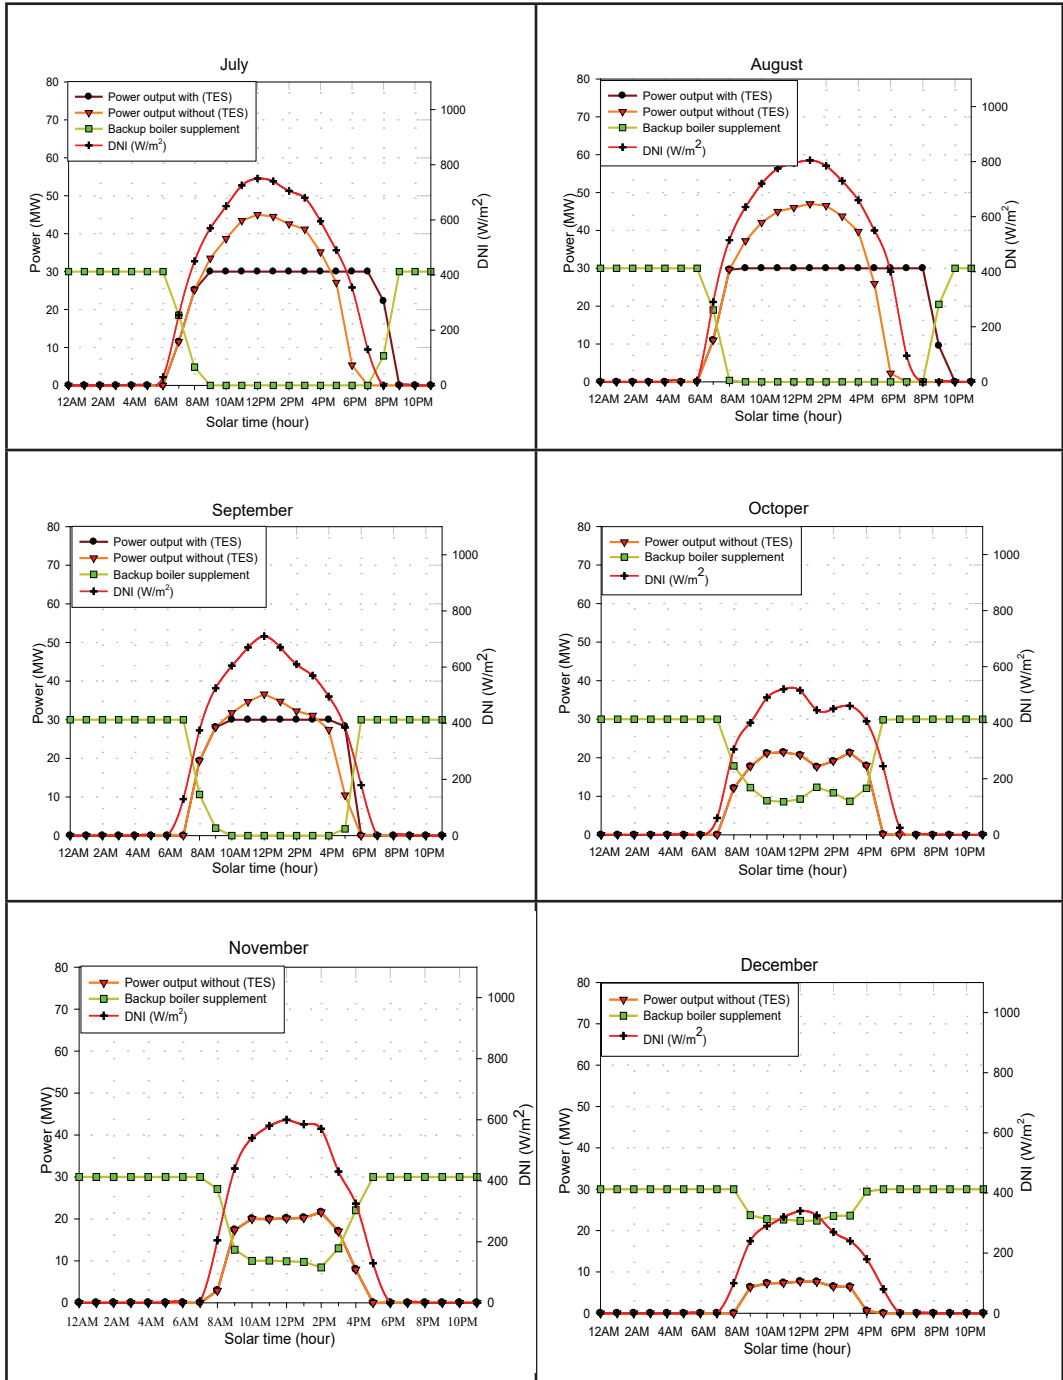 July
80
70
60
50
40
30
20
10
0
Power (MW)
Power output with (TES)
Power output without (TES)
Backup boiler supplement
DNI (W/m²)
1000
800
600
400
200
0
DNI (W/m²)
12AM 2AM 4AM 6AM 8AM 10AM 12PM 2PM 4PM 6PM 8PM 10PM
Solar time (hour)
August
80
70
60
50
40
30
20
10
0
Power (MW)
Power output with (TES)
Power output without (TES)
Backup boiler supplement
DNI (W/m²)
1000
800
600
400
200
0
DN (W/m²)
12AM 2AM 4AM 6AM 8AM 10AM 12PM 2PM 4PM 6PM 8PM 10PM
Solar time (hour)
September
80
70
60
50
40
30
20
10
0
Power (MW)
Power output with (TES)
Power output without (TES)
Backup boiler supplement
DNI (W/m²)
1000
800
600
400
200
0
DNI (W/m²)
12AM 2AM 4AM 6AM 8AM 10AM 12PM 2PM 4PM 6PM 8PM 10PM
Solar time (hour)
Octoper
80
70
60
50
40
30
20
10
0
Power (MW)
Power output without (TES)
Backup boiler supplement
DNI (W/m²)
1000
800
600
400
200
0
DNI (W/m²)
12AM 2AM 4AM 6AM 8AM 10AM 12PM 2PM 4PM 6PM 8PM 10PM
Solar time (hour)
November
80
70
60
50
40
30
20
10
0
Power (MW)
Power output without (TES)
Backup boiler supplement
DNI (W/m²)
1000
800
600
400
200
0
DNI (W/m²)
12AM 2AM 4AM 6AM 8AM 10AM 12PM 2PM 4PM 6PM 8PM 10PM
Solar time (hour)
December
80
70
60
50
40
30
20
10
0
Power (MW)
Power output without (TES)
Backup boiler supplement
DNI (W/m²)
1000
800
600
400
200
0
DNI (W/m²)
12AM 2AM 4AM 6AM 8AM 10AM 12PM 2PM 4PM 6PM 8PM 10PM
Solar time (hour)